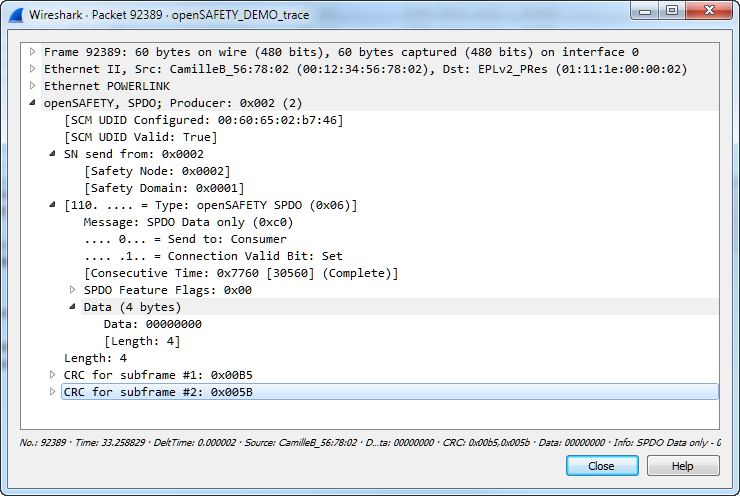 Wireshark · Packet 92389 · openSAFETY_DEMO_trace
Frame 92389: 60 bytes on wire (480 bits), 60 bytes captured (480 bits) on interface 0
Ethernet II, Src: CamilleB_56:78:02 (00:12:34:56:78:02), Dst: EPLv2_PRes (01:11:1e:00:00:02)
Ethernet POWERLINK
openSAFETY, SPDO; Producer: 0x002 (2)
[SCM UDID Configured: 00:60:65:02:b7:46]
[SCM UDID Valid: True]
SN send from: 0x0002
[Safety Node: 0x0002]
[Safety Domain: 0x0001]
[110. .... = Type: openSAFETY SPDO (0x06)]
Message: SPDO Data only (0xc0)
.... 0... = Send to: Consumer
.... .1.. = Connection Valid Bit: Set
[Consecutive Time: 0x7760 [30560] (Complete)]
SPDO Feature Flags: 0x00
Data (4 bytes)
Data: 00000000
[Length: 4]
Length: 4
CRC for subframe #1: 0x00B5
CRC for subframe #2: 0x005B
No.: 92389 · Time: 33.258829 · DeltTime: 0.000002 · Source: CamilleB_56:78:02 · D...ta: 00000000 · CRC: 0x00b5,0x005b · Data: 00000000 · Info: SPDO Data only - 0
Close Help